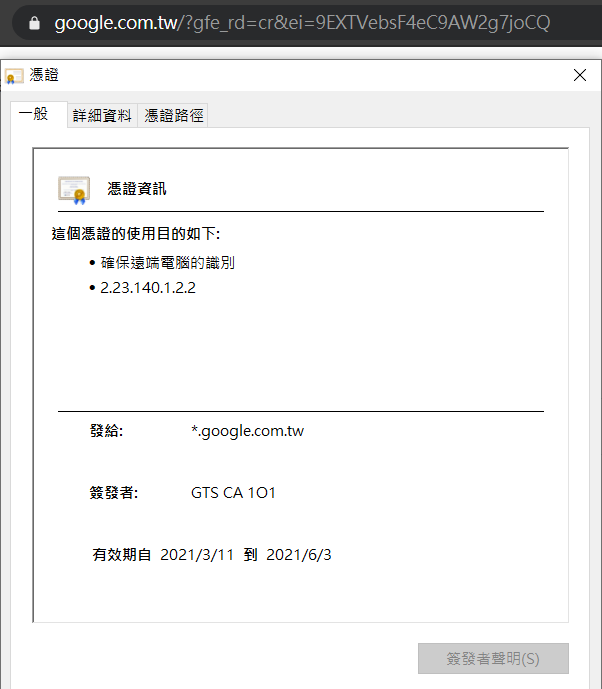 google.com.tw/?gfe_rd=cr&ei=9EXTVebsF4eC9AW2g7joCQ
憑證
一般 詳細資料 憑證路徑
憑證資訊
這個憑證的使用目的如下:
• 確保遠端電腦的識別
• 2.23.140.1.2.2
發給: *.google.com.tw
簽發者: GTS CA 1O1
有效期自 2021/3/11 到 2021/6/3
簽發者聲明(S)